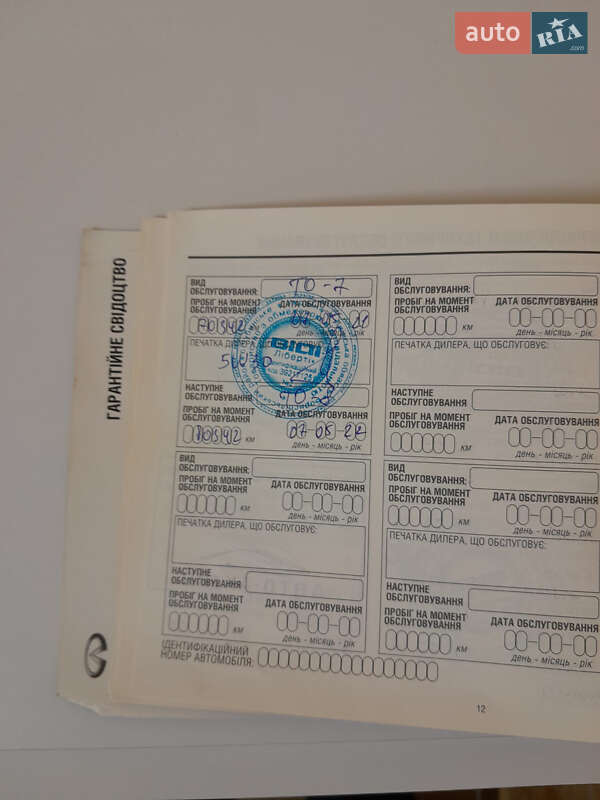 auto RIA.com
ГАРАНТІЙНЕ СВІДОЦТВО
ВИД
ОБСЛУГОВУВАННЯ: ТО-7
ПРОБІГ НА МОМЕНТ
ОБСЛУГОВУВАННЯ
ДАТА ОБСЛУГОВУВАННЯ
день - місяць - рік
ПЕЧАТКА ДИЛЕРА, ЩО ОБСЛУГОВУЄ:
ВІДІ
Ліберті
НАСТУПНЕ
ОБСЛУГОВУВАННЯ
ПРОБІГ НА МОМЕНТ
ОБСЛУГОВУВАННЯ
км
ДАТА ОБСЛУГОВУВАННЯ
07 05 22
день - місяць - рік
ВИД
ОБСЛУГОВУВАННЯ:
ПРОБІГ НА МОМЕНТ
ОБСЛУГОВУВАННЯ
км
ДАТА ОБСЛУГОВУВАННЯ
день - місяць - рік
ПЕЧАТКА ДИЛЕРА, ЩО ОБСЛУГОВУЄ:
НАСТУПНЕ
ОБСЛУГОВУВАННЯ
ПРОБІГ НА МОМЕНТ
ОБСЛУГОВУВАННЯ
км
ДАТА ОБСЛУГОВУВАННЯ
день - місяць - рік
ВИД
ОБСЛУГОВУВАННЯ:
ПРОБІГ НА МОМЕНТ
ОБСЛУГОВУВАННЯ
км
ДАТА ОБСЛУГОВУВАННЯ
день - місяць - рік
ПЕЧАТКА ДИЛЕРА, ЩО ОБСЛУГОВУЄ:
НАСТУПНЕ
ОБСЛУГОВУВАННЯ
ПРОБІГ НА МОМЕНТ
ОБСЛУГОВУВАННЯ
км
ДАТА ОБСЛУГОВУВАННЯ
день - місяць - рік
ВИД
ОБСЛУГОВУВАННЯ:
ПРОБІГ НА МОМЕНТ
ОБСЛУГОВУВАННЯ
км
ДАТА ОБСЛУГОВУВАННЯ
день - місяць - рік
ПЕЧАТКА ДИЛЕРА, ЩО ОБСЛУГОВУЄ:
НАСТУПНЕ
ОБСЛУГОВУВАННЯ
ПРОБІГ НА МОМЕНТ
ОБСЛУГОВУВАННЯ
км
ДАТА ОБСЛУГОВУВАННЯ
день - місяць - рік
ІДЕНТИФІКАЦІЙНИЙ
НОМЕР АВТОМОБІЛЯ:
12